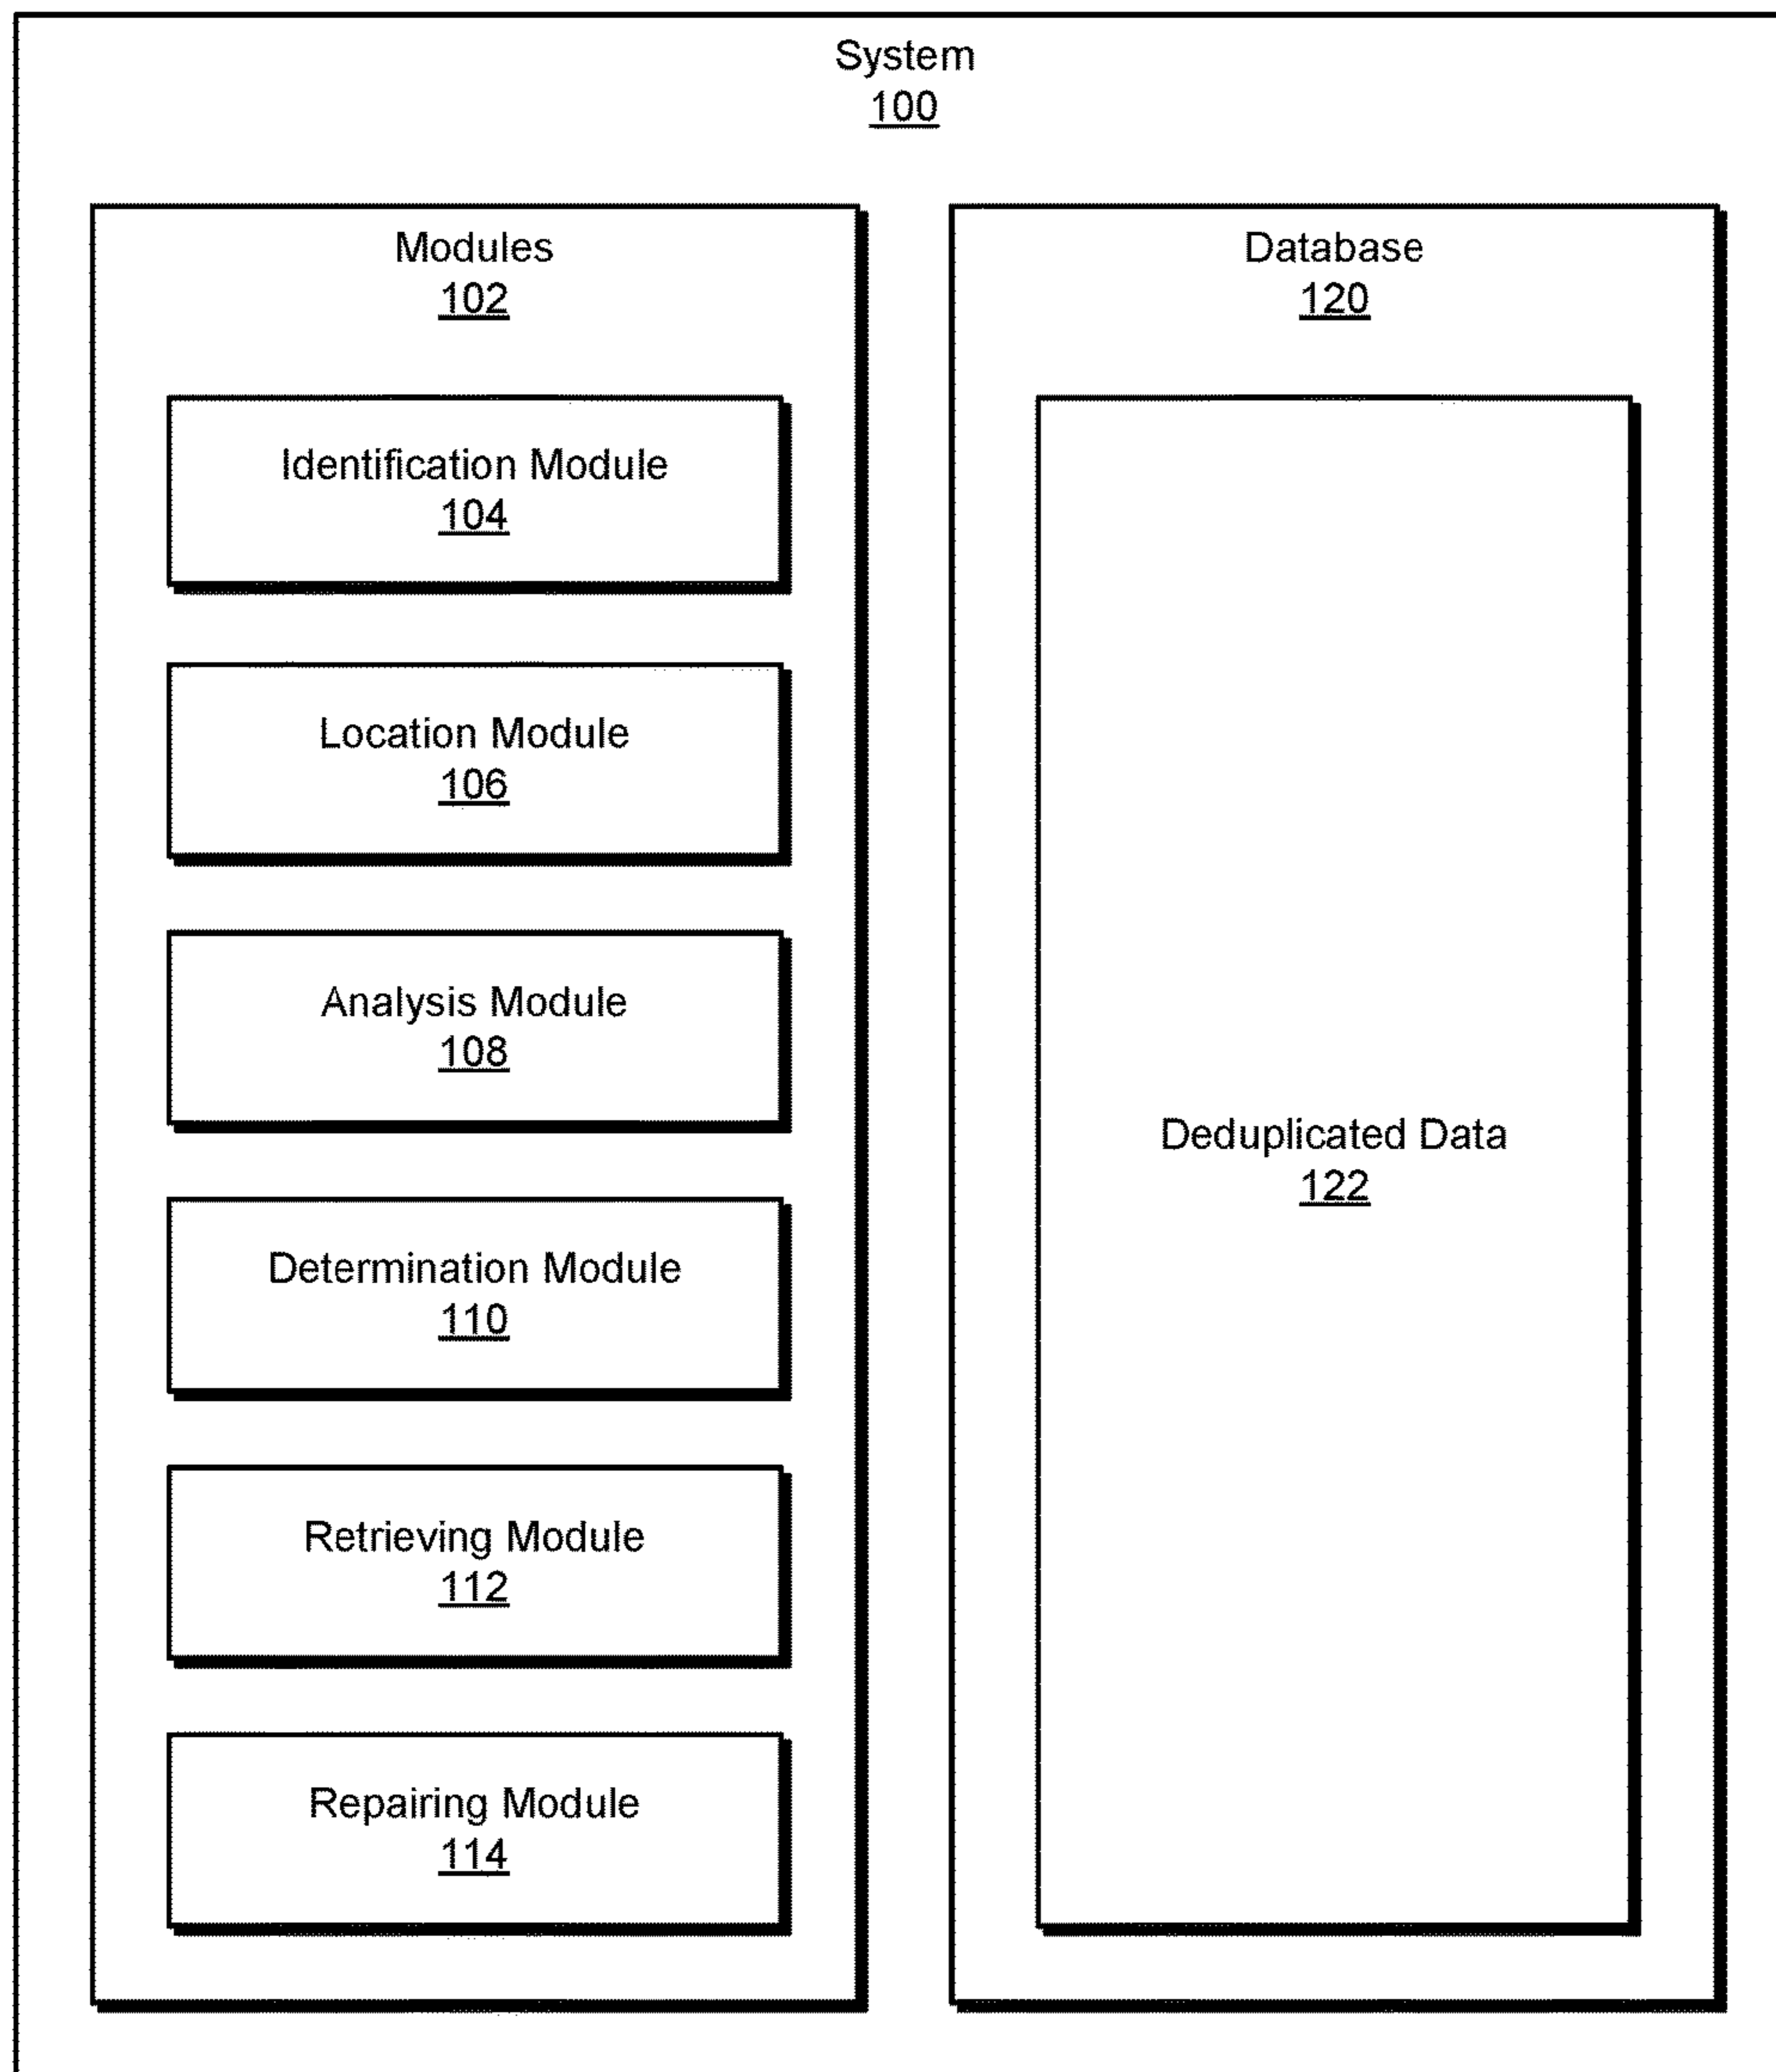 System
100
Modules
102
Identification Module
104
Location Module
106
Analysis Module
108
Determination Module
110
Retrieving Module
112
Repairing Module
114
Database
120
Deduplicated Data
122